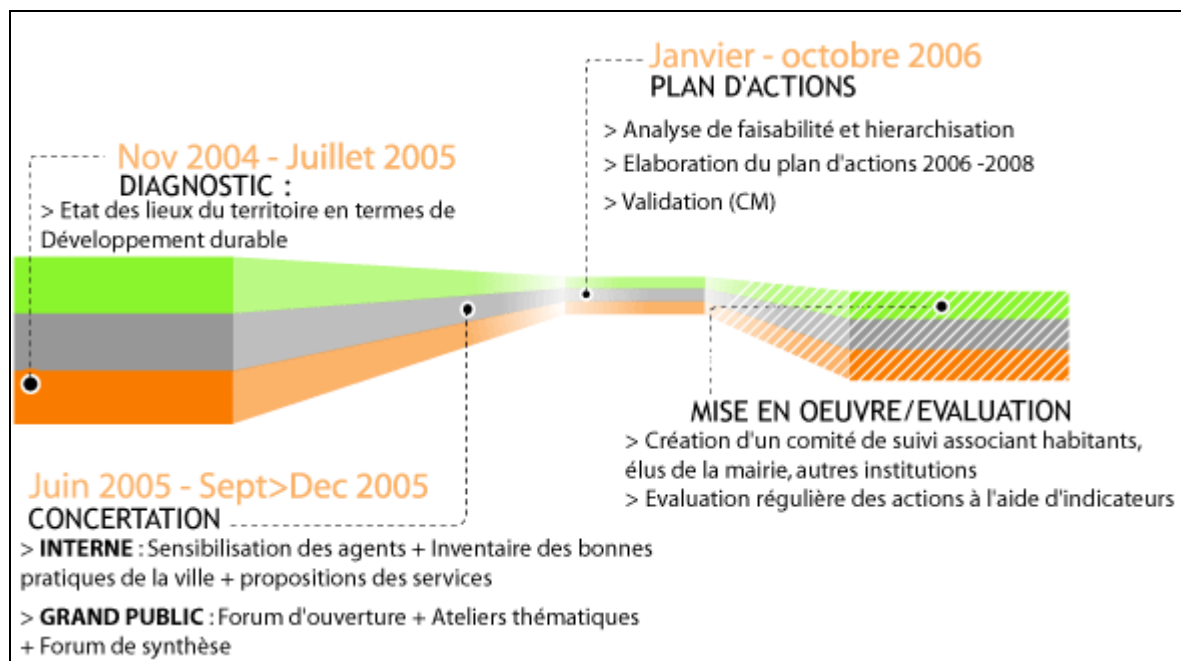 Nov 2004 - Juillet 2005
DIAGNOSTIC :
> Etat des lieux du territoire en termes de
Développement durable
Juin 2005 - Sept>Dec 2005
CONCERTATION
> INTERNE : Sensibilisation des agents + Inventaire des bonnes
pratiques de la ville + propositions des services
> GRAND PUBLIC : Forum d'ouverture + Ateliers thématiques
+ Forum de synthèse
Janvier - octobre 2006
PLAN D'ACTIONS
> Analyse de faisabilité et hierarchisation
> Elaboration du plan d'actions 2006 -2008
> Validation (CM)
MISE EN OEUVRE/EVALUATION
> Création d'un comité de suivi associant habitants,
élus de la mairie, autres institutions
> Evaluation régulière des actions à l'aide d'indicateurs